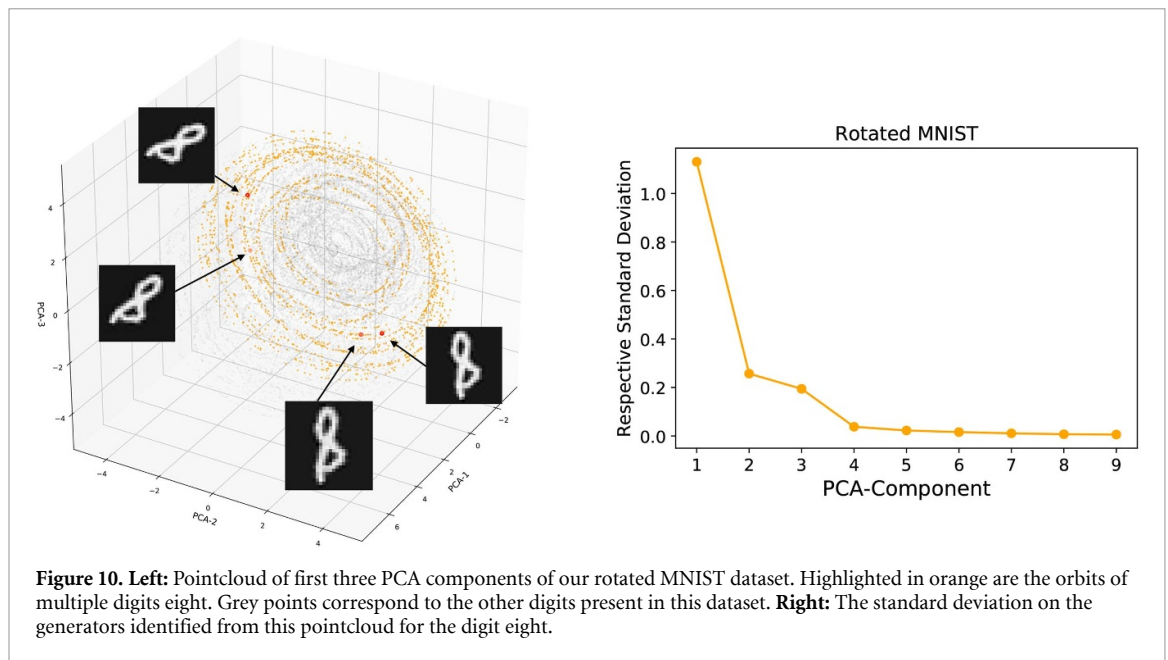 4
2
0
−2
−4
PCA-3
−4
−2
0
2
4
PCA-2
−2
0
2
4
6
PCA-1
Rotated MNIST
Respective Standard Deviation
1.0
0.8
0.6
0.4
0.2
0.0
1 2 3 4 5 6 7 8 9
PCA-Component
Figure 10. Left: Pointcloud of first three PCA components of our rotated MNIST dataset. Highlighted in orange are the orbits of
multiple digits eight. Grey points correspond to the other digits present in this dataset. Right: The standard deviation on the
generators identified from this pointcloud for the digit eight.